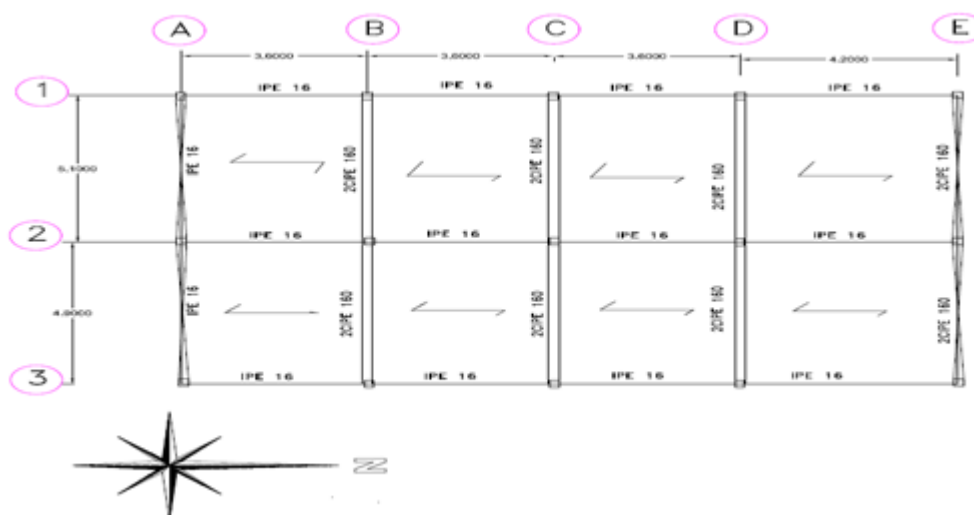 A B C D E
3.6000 3.6000 3.6000 4.2000
1 IPE 16 IPE 16 IPE 16 IPE 16
5.1000 IPE 16 2CIPE 160 2CIPE 160 2CIPE 160 2CIPE 160
2 IPE 16 IPE 16 IPE 16 IPE 16
4.9000 IPE 16 2CIPE 160 2CIPE 160 2CIPE 160 2CIPE 160
3 IPE 16 IPE 16 IPE 16 IPE 16
N